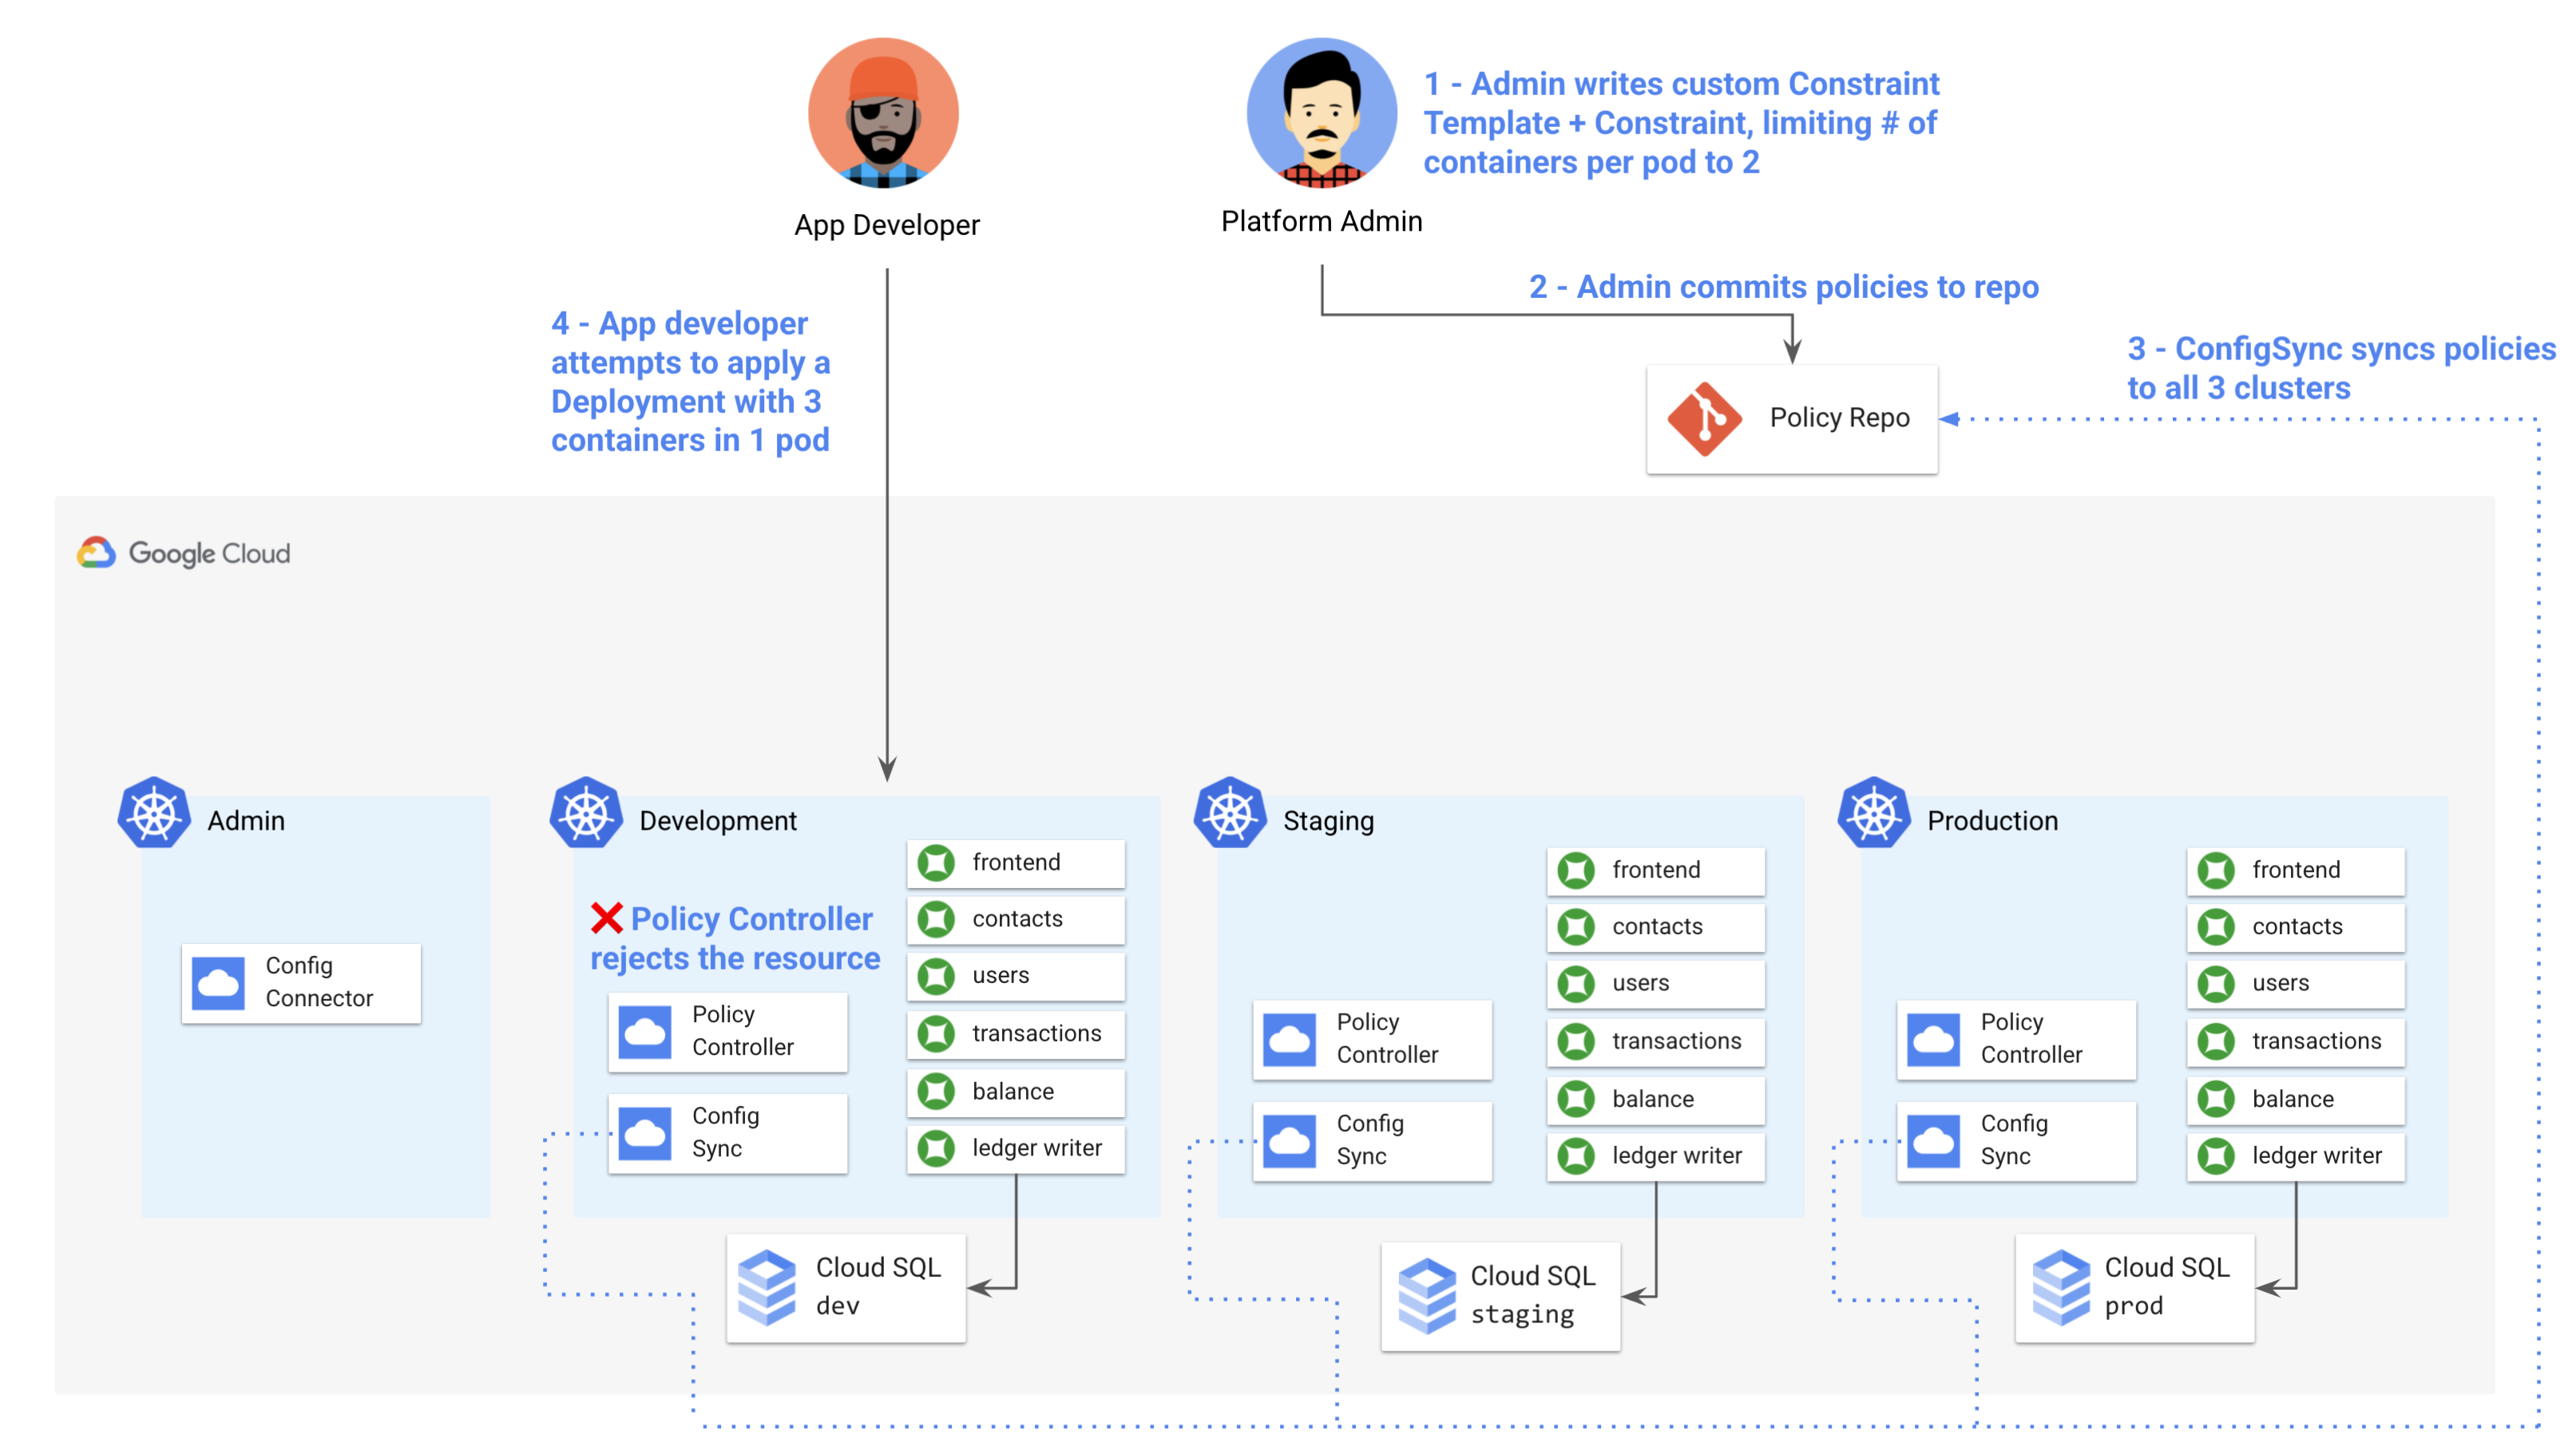 1 - Admin writes custom Constraint
Template + Constraint, limiting # of
containers per pod to 2
App Developer
Platform Admin
2 - Admin commits policies to repo
4 - App developer
attempts to apply a
Deployment with 3
containers in 1 pod
3 - ConfigSync syncs policies
to all 3 clusters
Policy Repo
Google Cloud
Admin
Config
Connector
Development
❌ Policy Controller
rejects the resource
Policy
Controller
Config
Sync
frontend
contacts
users
transactions
balance
ledger writer
Cloud SQL
dev
Staging
Policy
Controller
Config
Sync
frontend
contacts
users
transactions
balance
ledger writer
Cloud SQL
staging
Production
Policy
Controller
Config
Sync
frontend
contacts
users
transactions
balance
ledger writer
Cloud SQL
prod